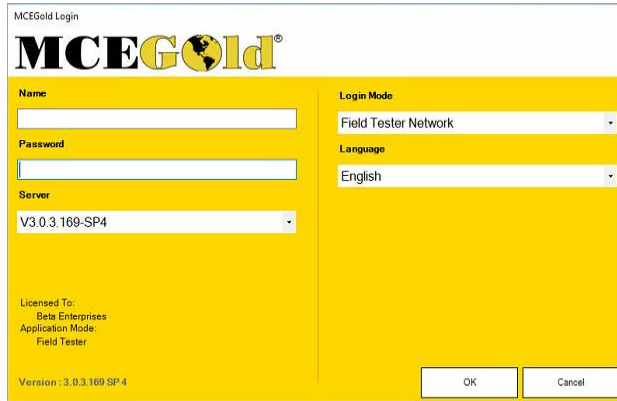 MCEGold Login
MCEGold®
Name
Password
Server
V3.0.3.169-SP4
Licensed To:
Beta Enterprises
Application Mode:
Field Tester
Version : 3.0.3.169 SP 4
Login Mode
Field Tester Network
Language
English
OK
Cancel